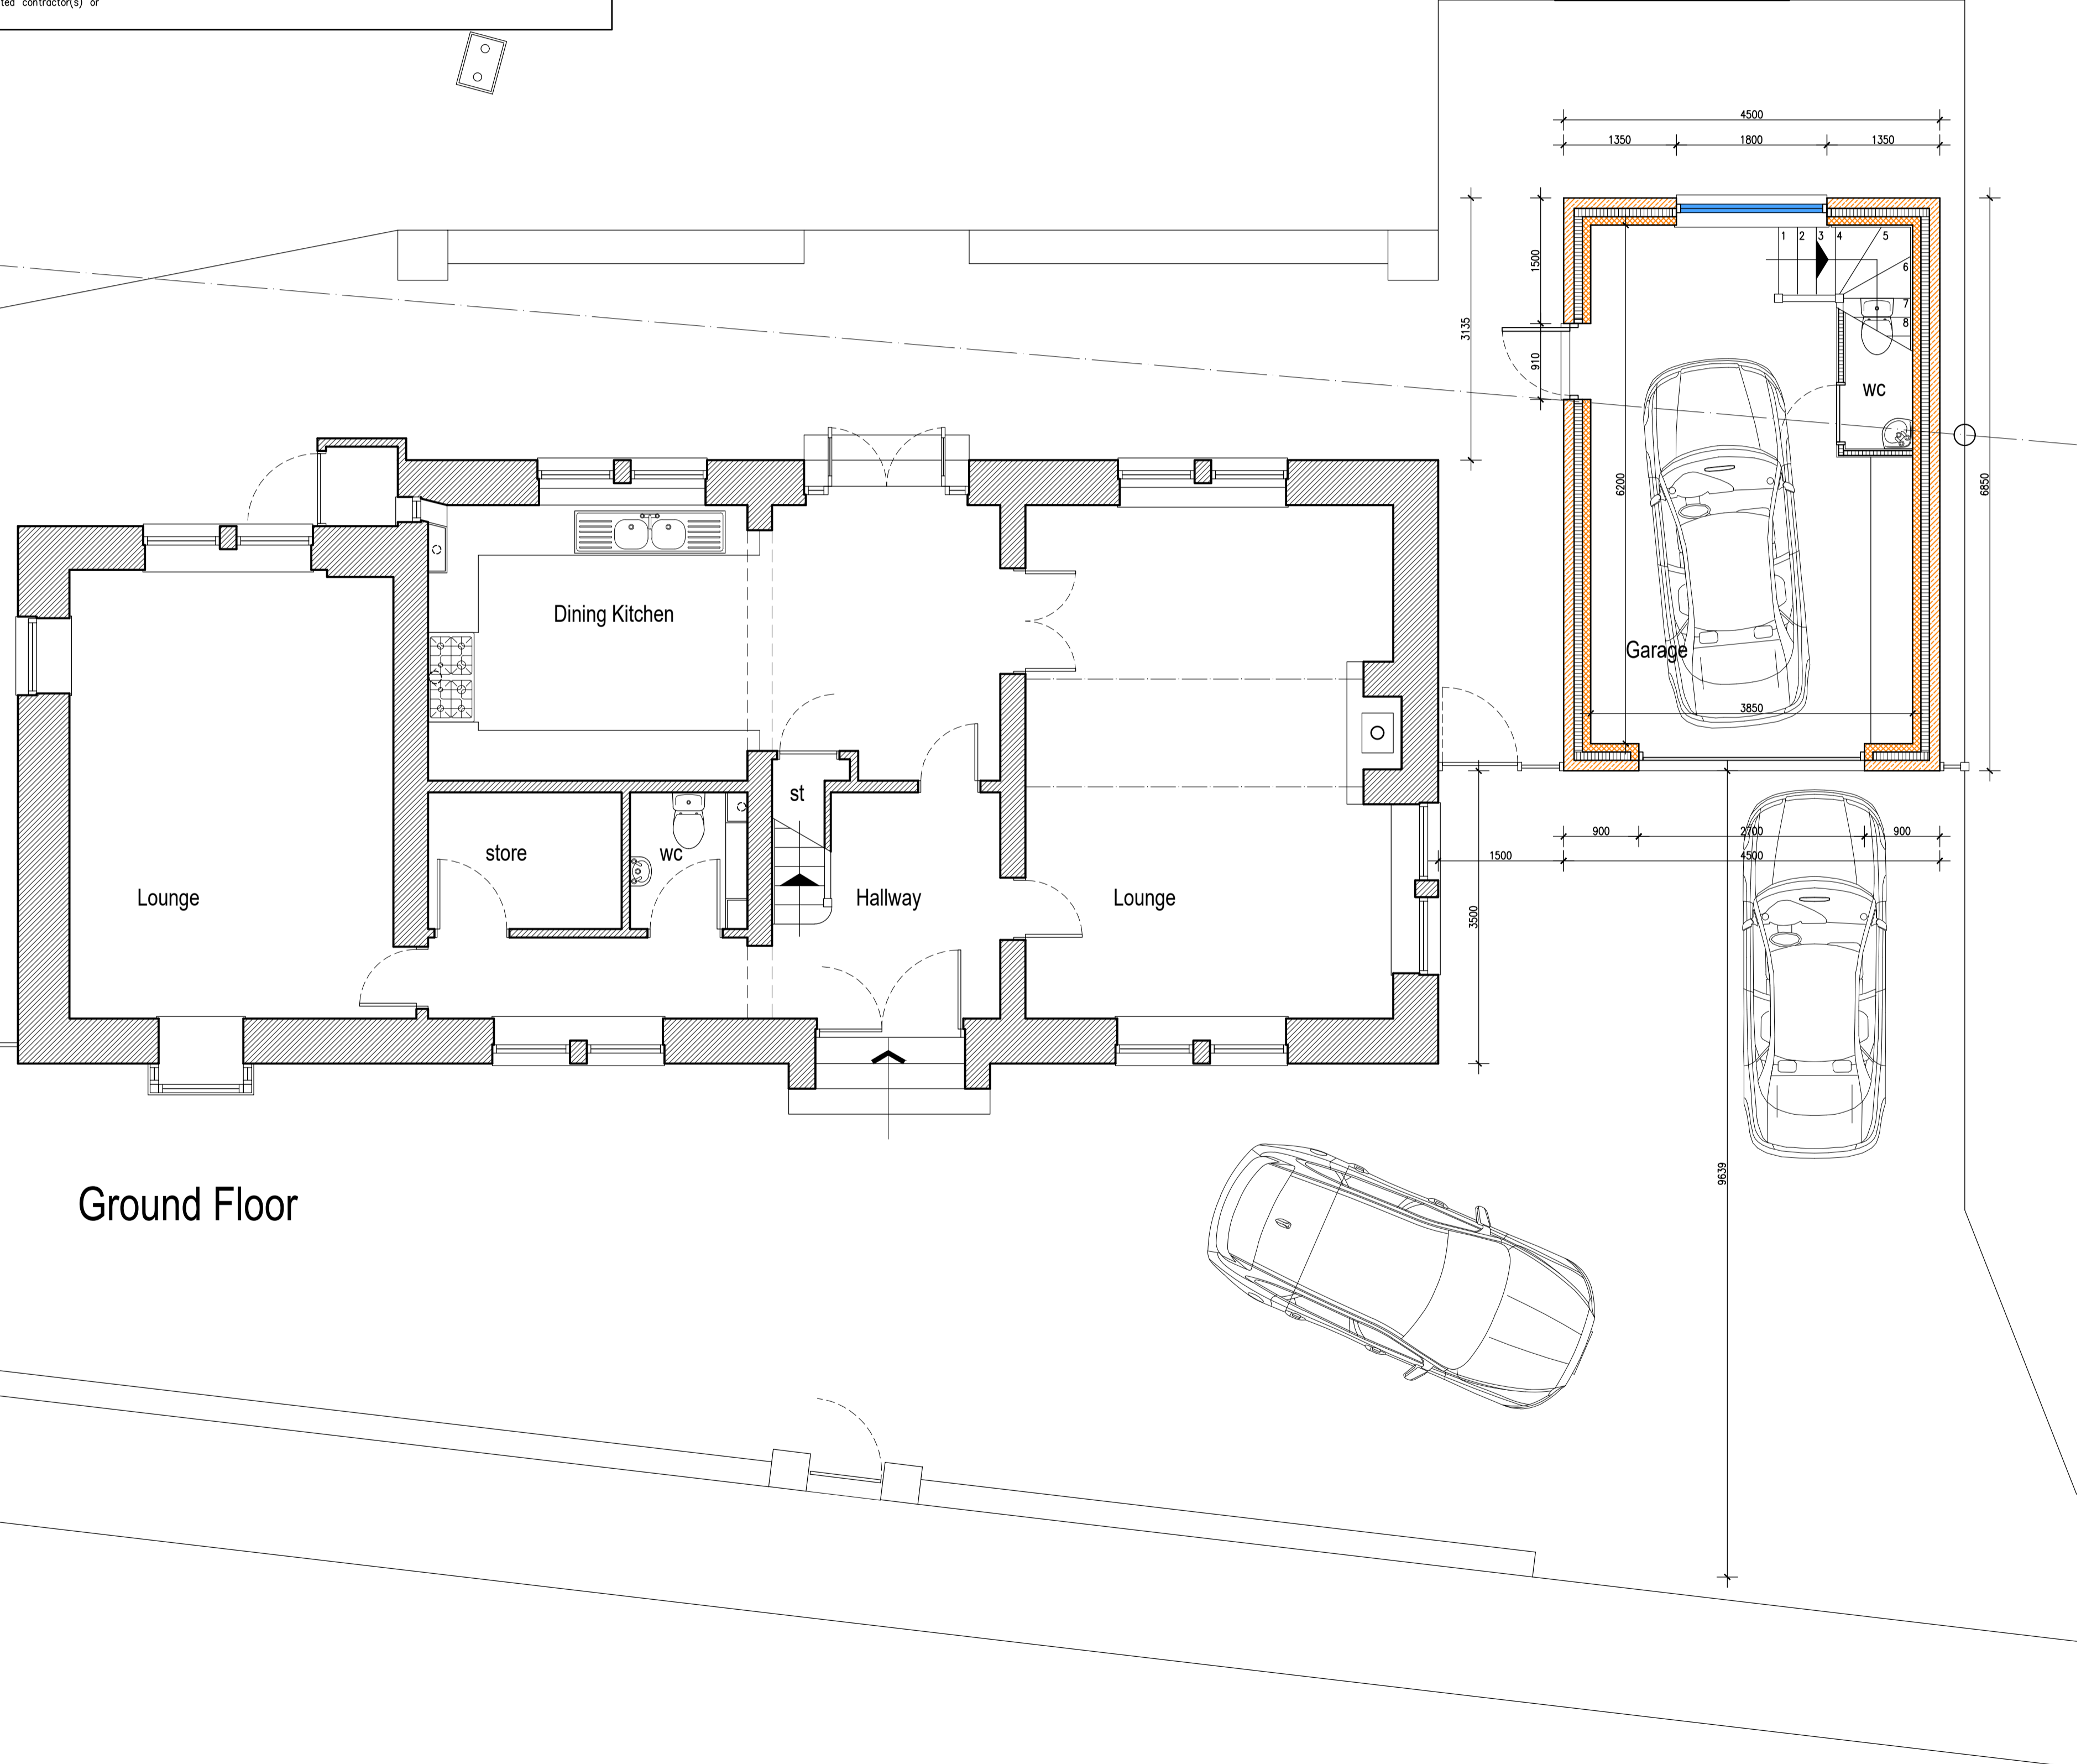 ted contractor(s) or
4500
1350 1800 1350
1 2 3 4 5
6
7
8
1500
3135
910
wc
6200
6850
Dining Kitchen
Garage
3850
st
store
wc
900 2700 900
1500 4500
Lounge
Hallway
Lounge
3500
9639
Ground Floor